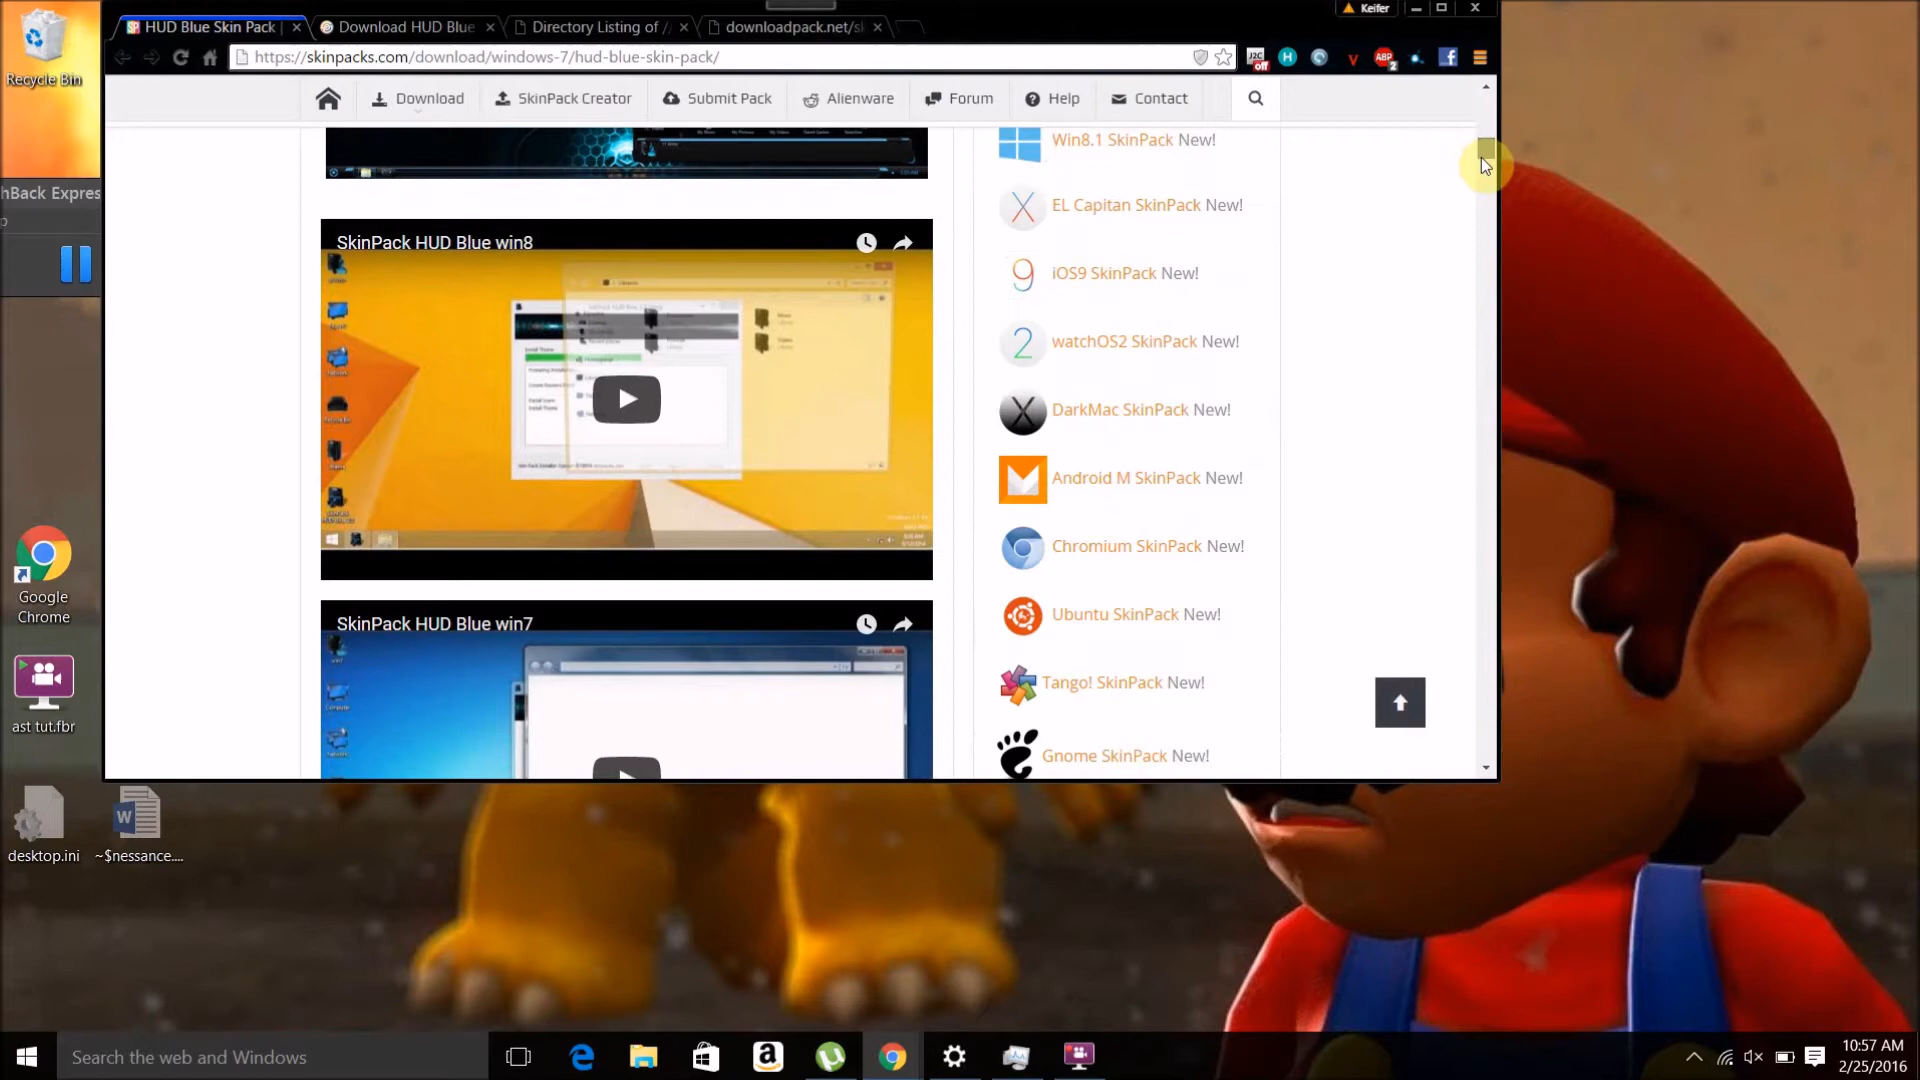 Recycle Bin
hBack Expres
p
Google
Chrome
ast tut.fbr
desktop.ini
~$nessance....
HUD Blue Skin Pack |
Download HUD Blue
Directory Listing of /
downloadpack.net/sk
Keifer
https://skinpacks.com/download/windows-7/hud-blue-skin-pack/
J2C
off
H
V
ABP
2
f
Download
SkinPack Creator
Submit Pack
Alienware
Forum
Help
Contact
SkinPack HUD Blue win8
SkinPack HUD Blue win7
Win8.1 SkinPack New!
EL Capitan SkinPack New!
iOS9 SkinPack New!
watchOS2 SkinPack New!
DarkMac SkinPack New!
Android M SkinPack New!
Chromium SkinPack New!
Ubuntu SkinPack New!
Tango! SkinPack New!
Gnome SkinPack New!
Search the web and Windows
10:57 AM
2/25/2016